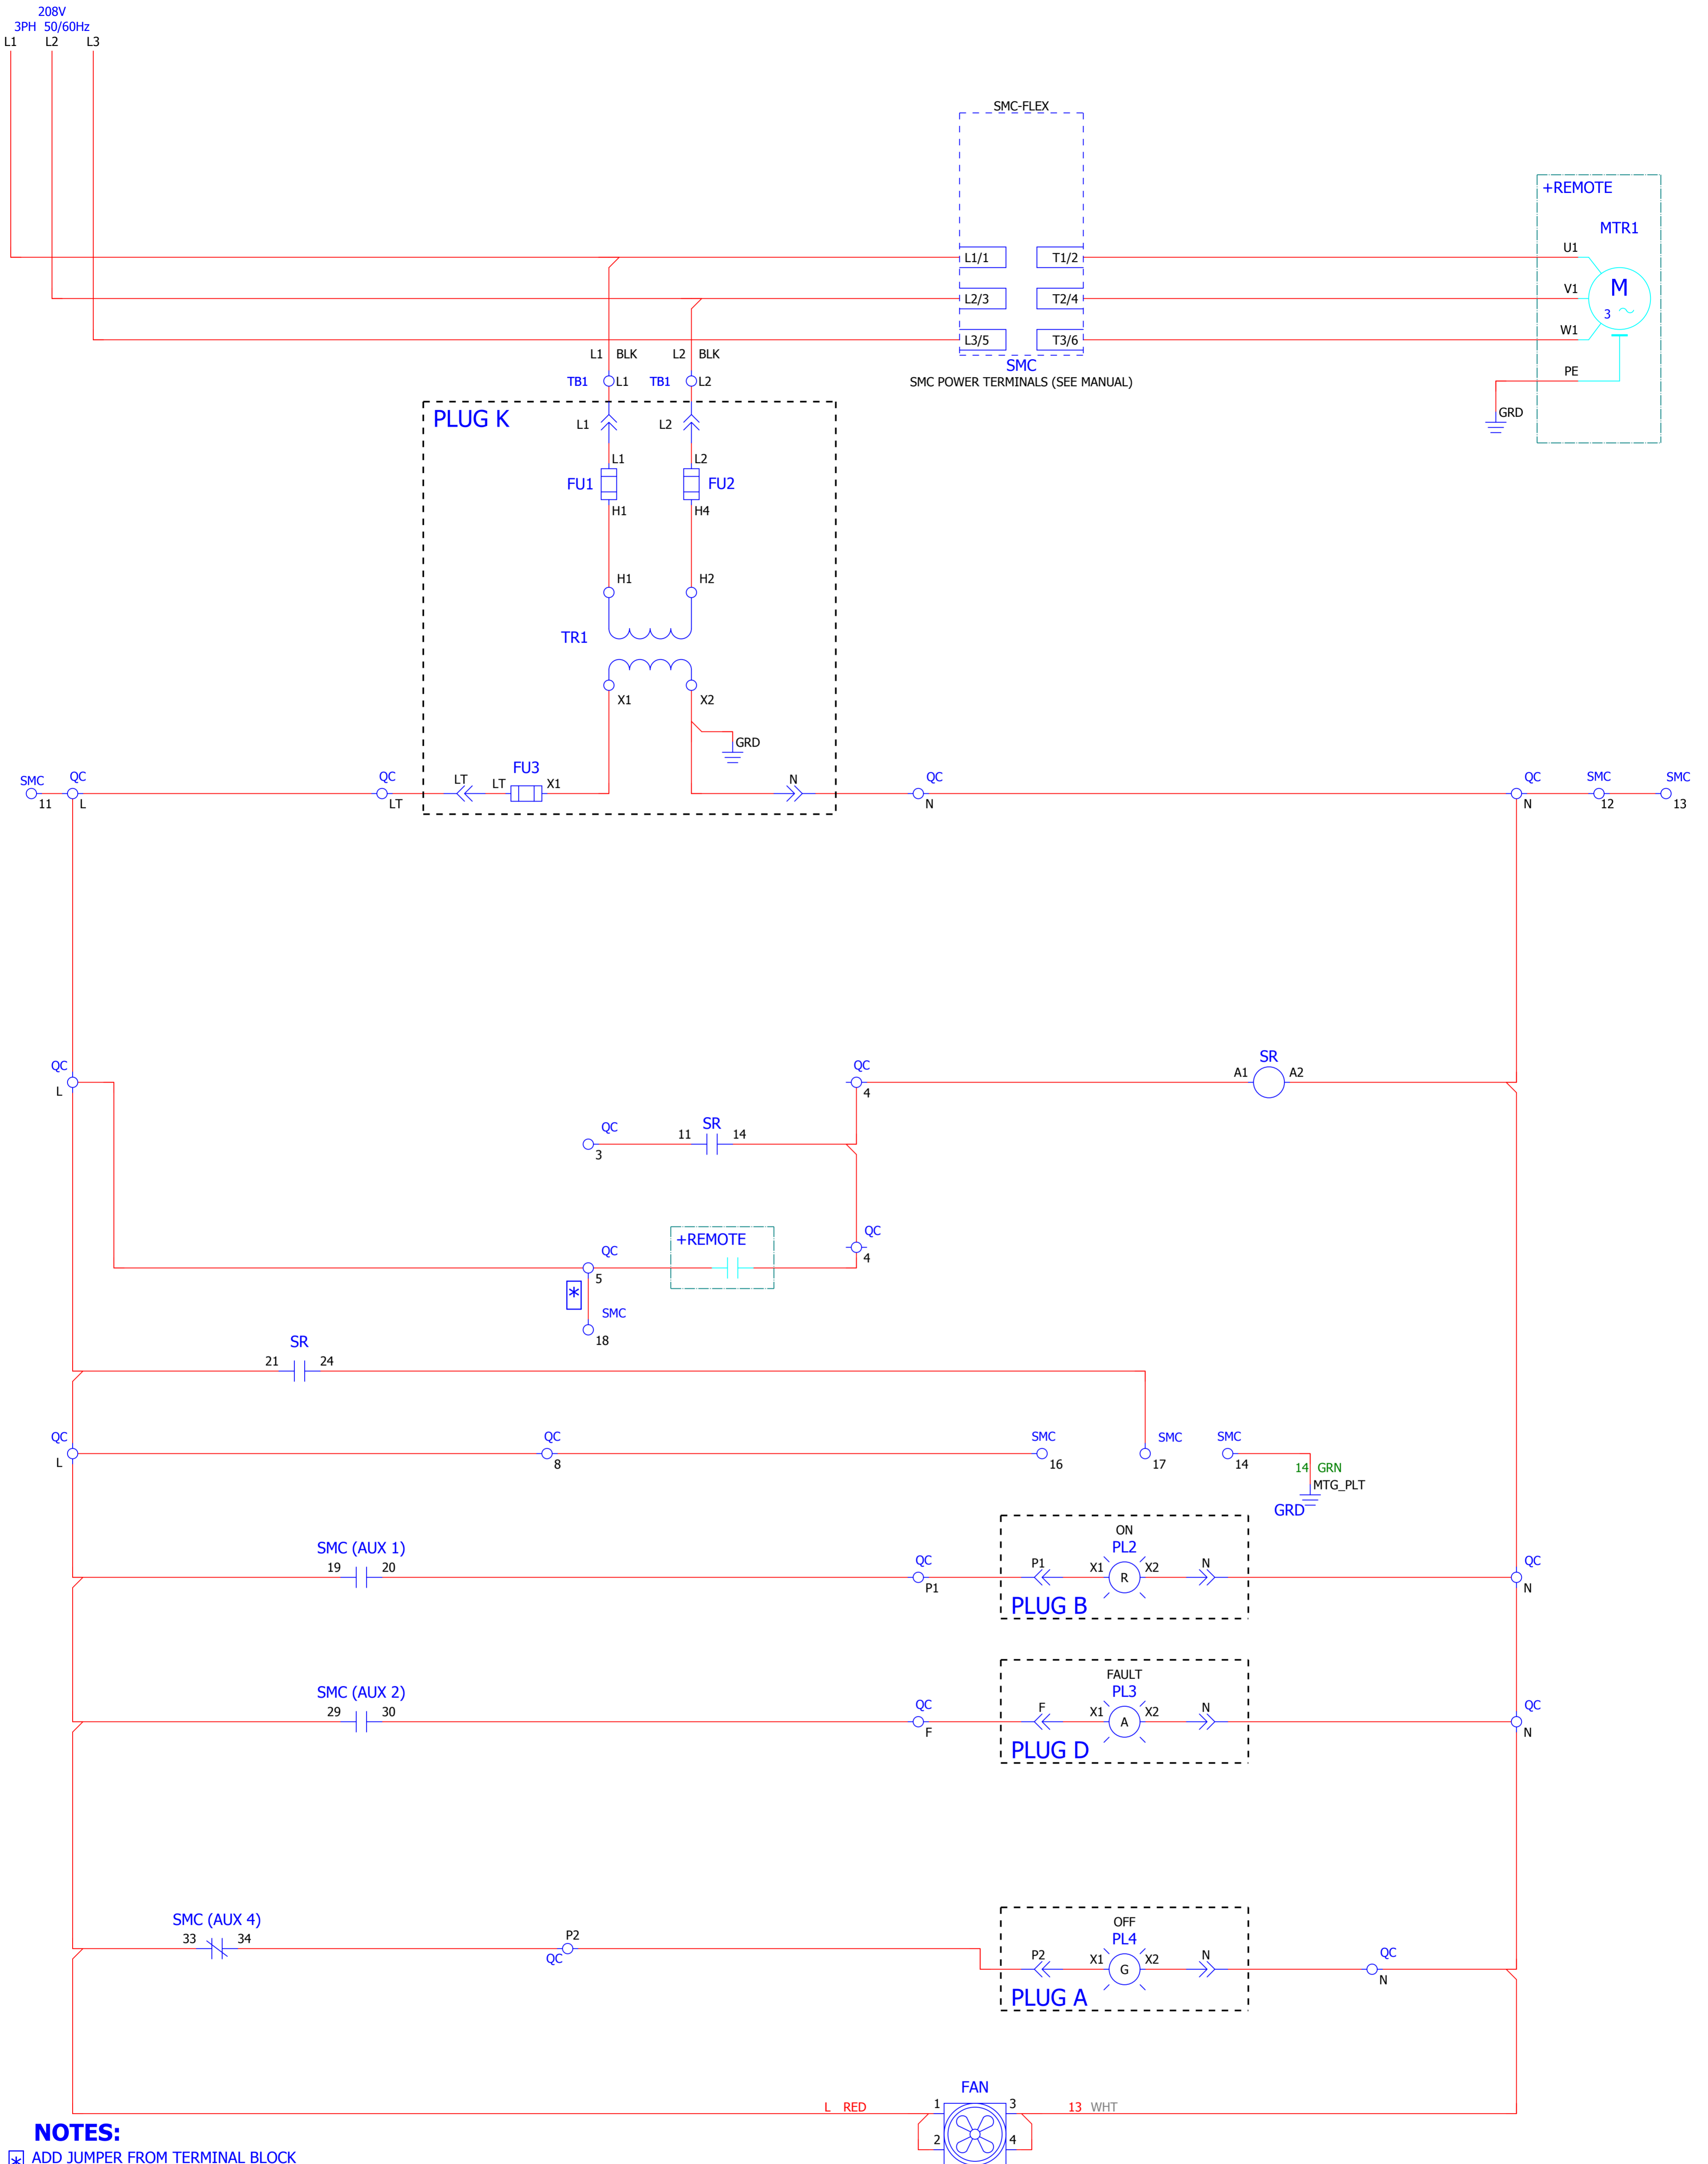 208V
3PH 50/60Hz
L1 L2 L3
SMC-FLEX
+REMOTE
MTR1
U1
L1/1 T1/2
V1
M
3
L2/3 T2/4
W1
L3/5 T3/6
L1 BLK L2 BLK
SMC
PE
TB1 L1 TB1 L2
SMC POWER TERMINALS (SEE MANUAL)
GRD
PLUG K
L1 L2
L1 L2
FU1 FU2
H1 H4
H1 H2
TR1
X1 X2
GRD
FU3
SMC QC QC LT LT X1 N QC QC SMC SMC
11 L LT N N 12 13
QC QC SR
L 4 A1 A2
QC 11 SR 14
3
QC
+REMOTE
4
QC
5
*
SMC
18
SR
21 24
QC QC SMC SMC SMC
L 8 16 17 14
14 GRN
MTG_PLT
GRD
ON
SMC (AUX 1) PL2
19 20 QC P1 X1 R X2 N QC
P1 N
PLUG B
FAULT
SMC (AUX 2) PL3
29 30 QC F X1 A X2 N QC
F N
PLUG D
SMC (AUX 4) OFF
33 34 P2 PL4
QC P2 X1 G X2 N QC
N
PLUG A
FAN
L RED 1 3 13 WHT
2 4
NOTES:
* ADD JUMPER FROM TERMINAL BLOCK